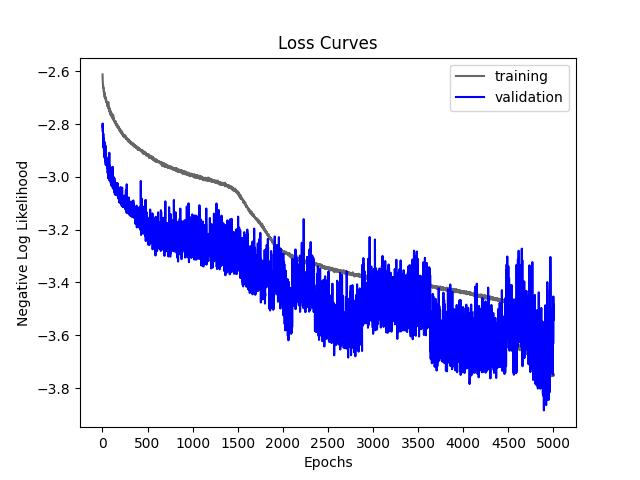 Loss Curves
training
validation
Negative Log Likelihood
−2.6
−2.8
−3.0
−3.2
−3.4
−3.6
−3.8
0 500 1000 1500 2000 2500 3000 3500 4000 4500 5000
Epochs